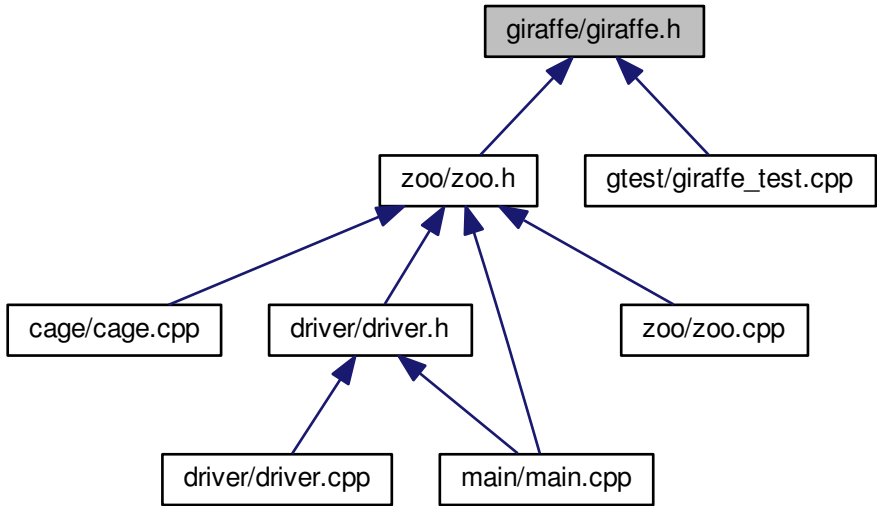 giraffe/giraffe.h
zoo/zoo.h
gtest/giraffe_test.cpp
cage/cage.cpp
driver/driver.h
zoo/zoo.cpp
driver/driver.cpp
main/main.cpp